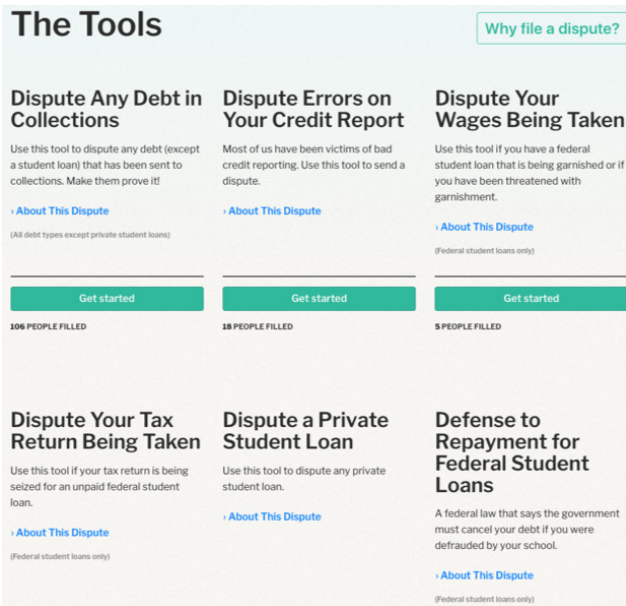 The Tools
Why file a dispute?
Dispute Any Debt in
Collections
Use this tool to dispute any debt (except
a student loan) that has been sent to
collections. Make them prove it!
› About This Dispute
(All debt types except private student loans)
Get started
106 PEOPLE FILLED
Dispute Errors on
Your Credit Report
Most of us have been victims of bad
credit reporting. Use this tool to send a
dispute.
› About This Dispute
Get started
18 PEOPLE FILLED
Dispute Your
Wages Being Taken
Use this tool if you have a federal
student loan that is being garnished or if
you have been threatened with
garnishment.
› About This Dispute
(Federal student loans only)
Get started
5 PEOPLE FILLED
Dispute Your Tax
Return Being Taken
Use this tool if your tax return is being
seized for an unpaid federal student
loan.
› About This Dispute
(Federal student loans only)
Dispute a Private
Student Loan
Use this tool to dispute any private
student loan.
› About This Dispute
Defense to
Repayment for
Federal Student
Loans
A federal law that says the government
must cancel your debt if you were
defrauded by your school.
› About This Dispute
(Federal student loans only)